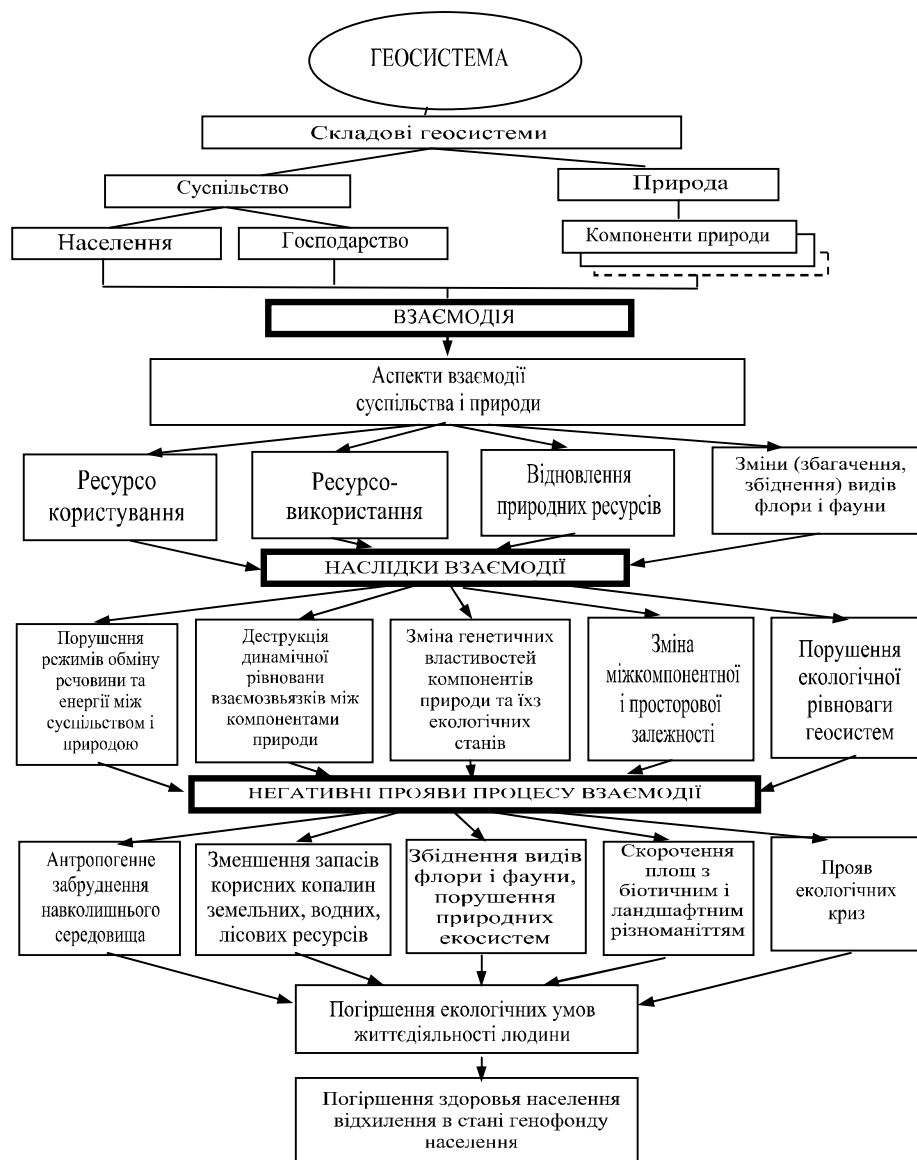 ГЕОСИСТЕМА
Складові геосистеми
Суспільство
Природа
Населення
Господарство
Компоненти природи
ВЗАЄМОДІЯ
Аспекти взаємодії
суспільства і природи
Ресурсо
користування
Ресурсо-
використання
Відновлення
природних ресурсів
Зміни (збагачення,
збіднення) видів
флори і фауни
НАСЛІДКИ ВЗАЄМОДІЇ
Порушення
режимів обміну
речовини та
енергії між
суспільством і
природою
Деструкція
динамічної
рівновани
взаємозвьязків між
компонентами
природи
Зміна генетичних
властивостей
компонентів
природи та їхз
екологічних
станів
Зміна
міжкомпонентної
і просторової
залежності
Порушення
екологічної
рівноваги
геосистем
НЕГАТИВНІ ПРОЯВИ ПРОЦЕСУ ВЗАЄМОДІЇ
Антропогенне
забруднення
навколишнього
середовища
Зменшення запасів
корисних копалин
земельних, водних,
лісових ресурсів
Збіднення видів
флори і фауни,
порушення
природних
екосистем
Скорочення
площ з
біотичним і
ландшафтним
різноманіттям
Прояв
екологічних
криз
Погіршення екологічних умов
життєдіяльності людини
Погіршення здоровья населення
відхилення в стані генофонду
населення